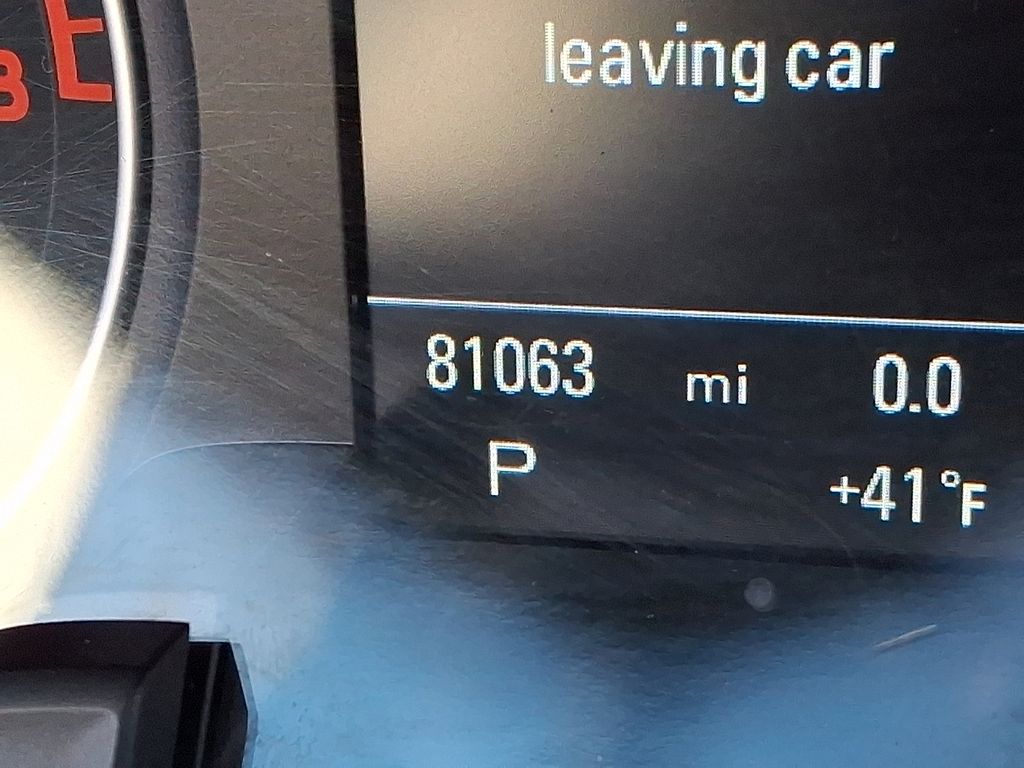 E
leaving car
81063 mi 0.0
P +41°F